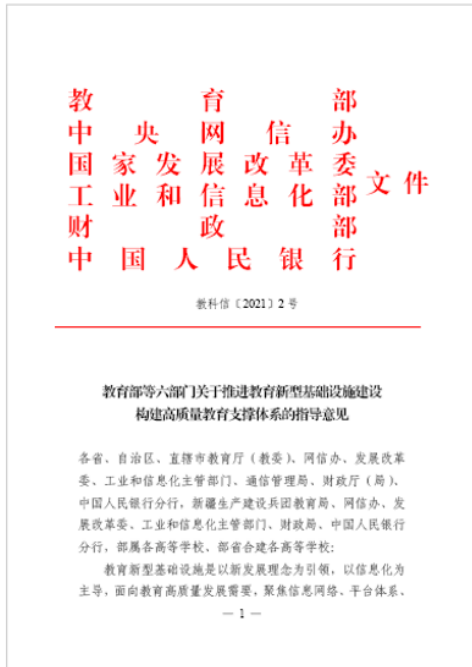 教育部
中央网信办
国家发展改革委
工业和信息化部 文件
财政部
中国人民银行
教科信〔2021〕2号
教育部等六部门关于推进教育新型基础设施建设
构建高质量教育支撑体系的指导意见
各省、自治区、直辖市教育厅（教委）、网信办、发展改革
委、工业和信息化主管部门、通信管理局、财政厅（局）、
中国人民银行分行，新疆生产建设兵团教育局、网信办、发
展改革委、工业和信息化主管部门、财政局、中国人民银行
分行，部属各高等学校、部省合建各高等学校：
教育新型基础设施是以新发展理念为引领，以信息化为
主导，面向教育高质量发展需要，聚焦信息网络、平台体系、
— 1 —